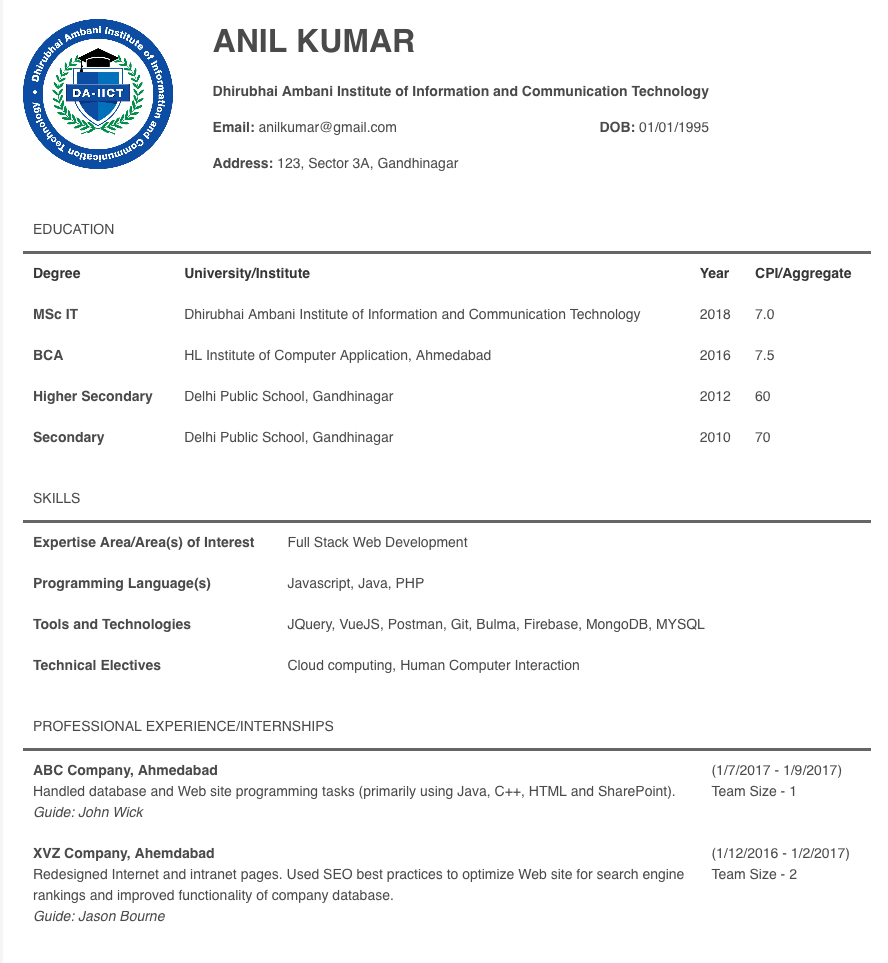 Dhirubhai Ambani Institute of Information and Communication Technology •
DA-IICT
ANIL KUMAR
Dhirubhai Ambani Institute of Information and Communication Technology
Email: anilkumar@gmail.com DOB: 01/01/1995
Address: 123, Sector 3A, Gandhinagar
EDUCATION
Degree University/Institute Year CPI/Aggregate
MSc IT Dhirubhai Ambani Institute of Information and Communication Technology 2018 7.0
BCA HL Institute of Computer Application, Ahmedabad 2016 7.5
Higher Secondary Delhi Public School, Gandhinagar 2012 60
Secondary Delhi Public School, Gandhinagar 2010 70
SKILLS
Expertise Area/Area(s) of Interest Full Stack Web Development
Programming Language(s) Javascript, Java, PHP
Tools and Technologies JQuery, VueJS, Postman, Git, Bulma, Firebase, MongoDB, MYSQL
Technical Electives Cloud computing, Human Computer Interaction
PROFESSIONAL EXPERIENCE/INTERNSHIPS
ABC Company, Ahmedabad (1/7/2017 - 1/9/2017)
Handled database and Web site programming tasks (primarily using Java, C++, HTML and SharePoint). Team Size - 1
Guide: John Wick
XVZ Company, Ahemdabad (1/12/2016 - 1/2/2017)
Redesigned Internet and intranet pages. Used SEO best practices to optimize Web site for search engine Team Size - 2
rankings and improved functionality of company database.
Guide: Jason Bourne